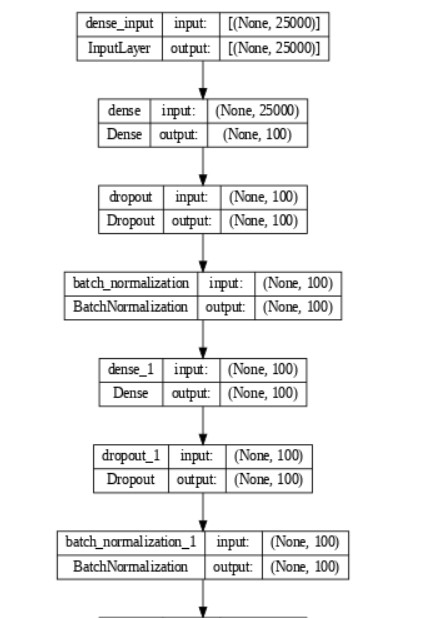 dense_input input: [(None, 25000)]
InputLayer output: [(None, 25000)]
dense input: (None, 25000)
Dense output: (None, 100)
dropout input: (None, 100)
Dropout output: (None, 100)
batch_normalization input: (None, 100)
BatchNormalization output: (None, 100)
dense_1 input: (None, 100)
Dense output: (None, 100)
dropout_1 input: (None, 100)
Dropout output: (None, 100)
batch_normalization_1 input: (None, 100)
BatchNormalization output: (None, 100)